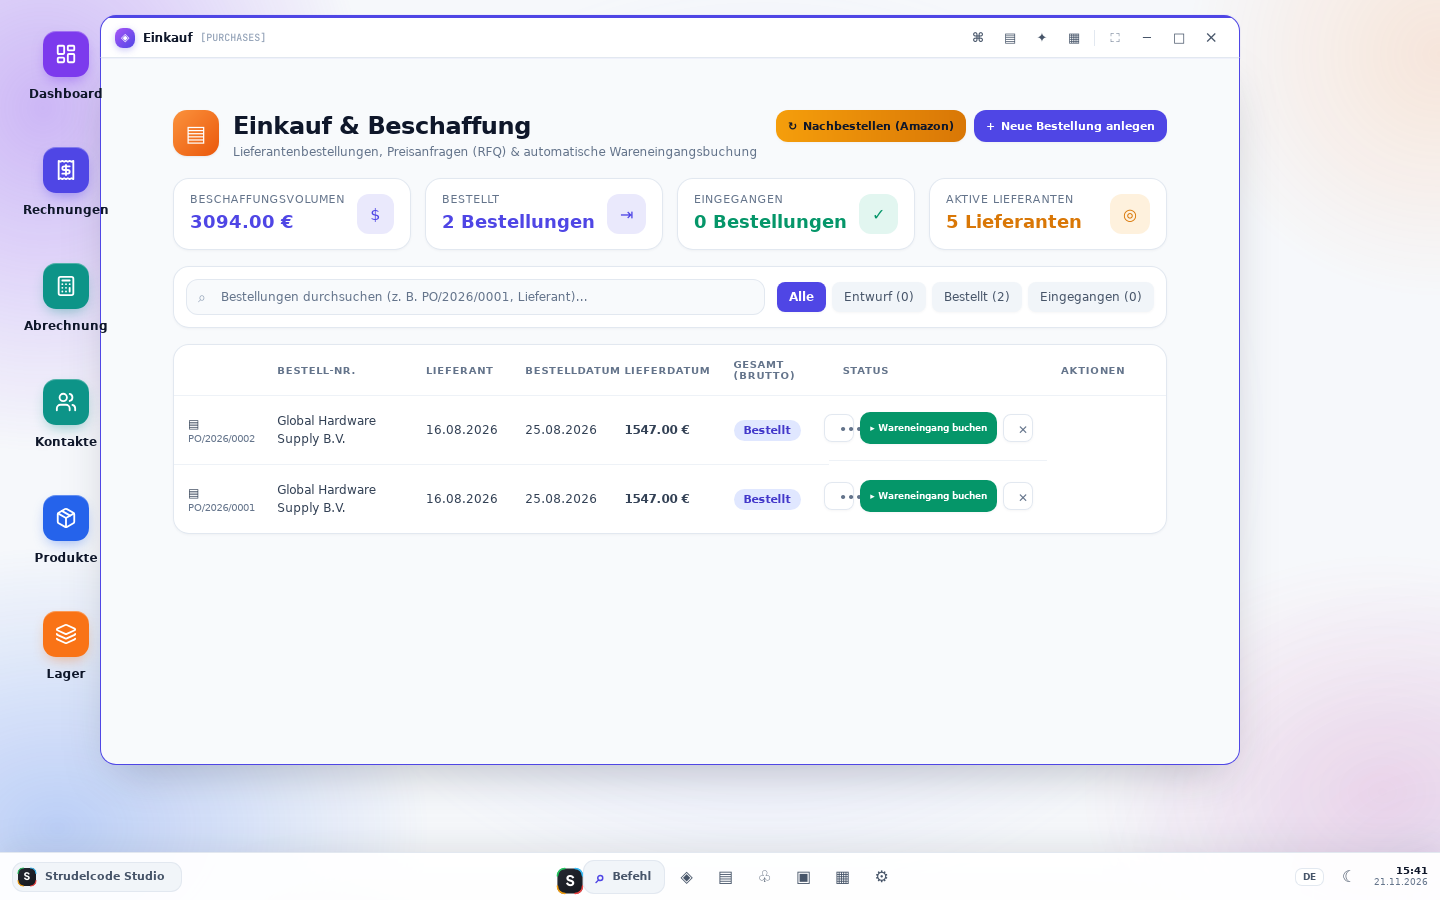 Dashboard
Rechnungen
Abrechnung
Kontakte
Produkte
Lager
Einkauf [PURCHASES]
Einkauf & Beschaffung
Lieferantenbestellungen, Preisanfragen (RFQ) & automatische Wareneingangsbuchung
↻ Nachbestellen (Amazon)
+ Neue Bestellung anlegen
BESCHAFFUNGSVOLUMEN
3094.00 €
$
BESTELLT
2 Bestellungen
EINGEGANGEN
0 Bestellungen
AKTIVE LIEFERANTEN
5 Lieferanten
Bestellungen durchsuchen (z. B. PO/2026/0001, Lieferant)...
Alle
Entwurf (0)
Bestellt (2)
Eingegangen (0)
BESTELL-NR. LIEFERANT BESTELLDATUM LIEFERDATUM GESAMT (BRUTTO) STATUS AKTIONEN
PO/2026/0002
Global Hardware
Supply B.V.
16.08.2026 25.08.2026 1547.00 € Bestellt ••• ▸ Wareneingang buchen ×
PO/2026/0001
Global Hardware
Supply B.V.
16.08.2026 25.08.2026 1547.00 € Bestellt ••• ▸ Wareneingang buchen ×
S Strudelcode Studio
S
Befehl
DE
15:41
21.11.2026